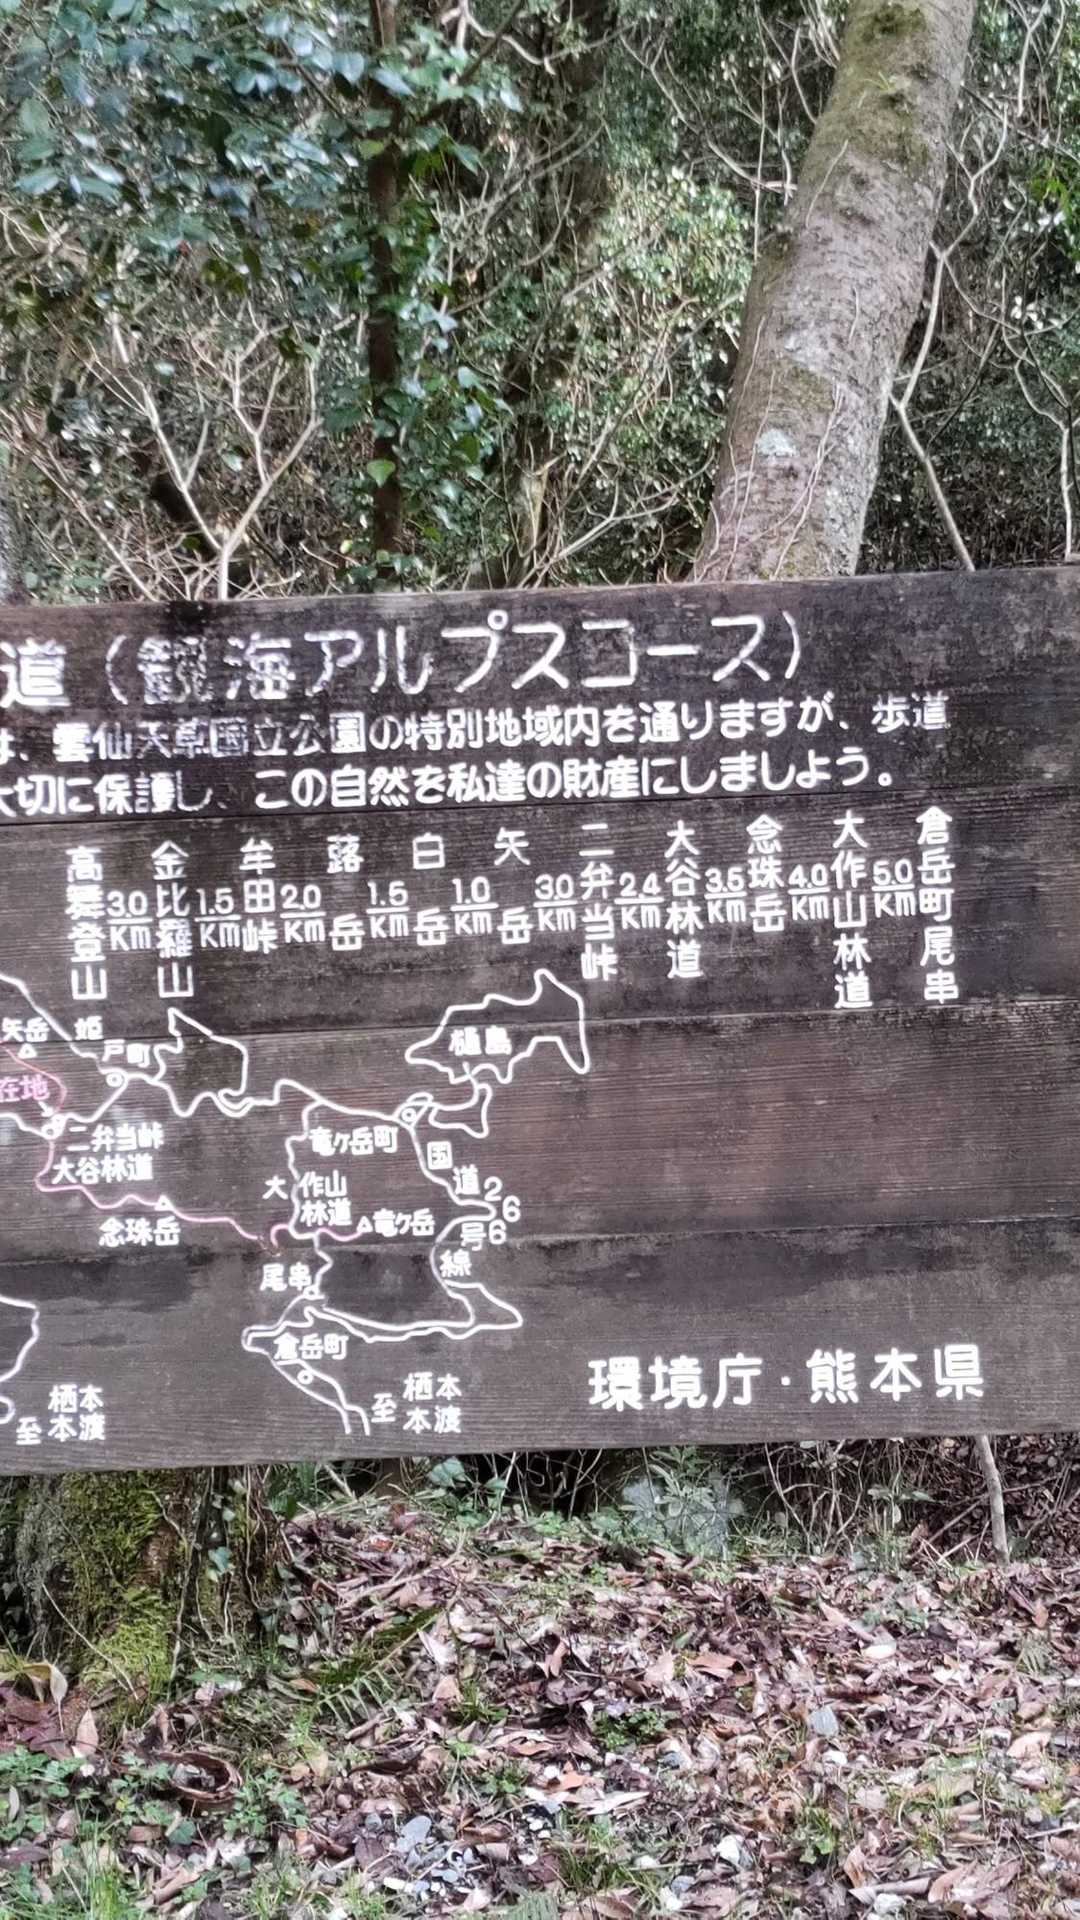 道(観海アルプスコース)
は、雲仙天草国立公園の特別地域内を通りますが、歩道
大切に保護し、この自然を私達の財産にしましょう。
高舞登山 3.0Km 金比羅山 1.5Km 牟田峠 2.0Km 蕗岳 1.5Km 白岳 1.0Km 矢岳 3.0Km 二弁当峠 2.4Km 大谷林道 3.5Km 念珠岳 4.0Km 大作山林道 5.0Km 倉岳町尾串
矢岳
姫戸町
樋島
在地
二弁当峠
大谷林道
竜ヶ岳町
国道266号線
大作山林道
竜ヶ岳
念珠岳
尾串
倉岳町
至栖本本渡
至栖本本渡
環境庁・熊本県